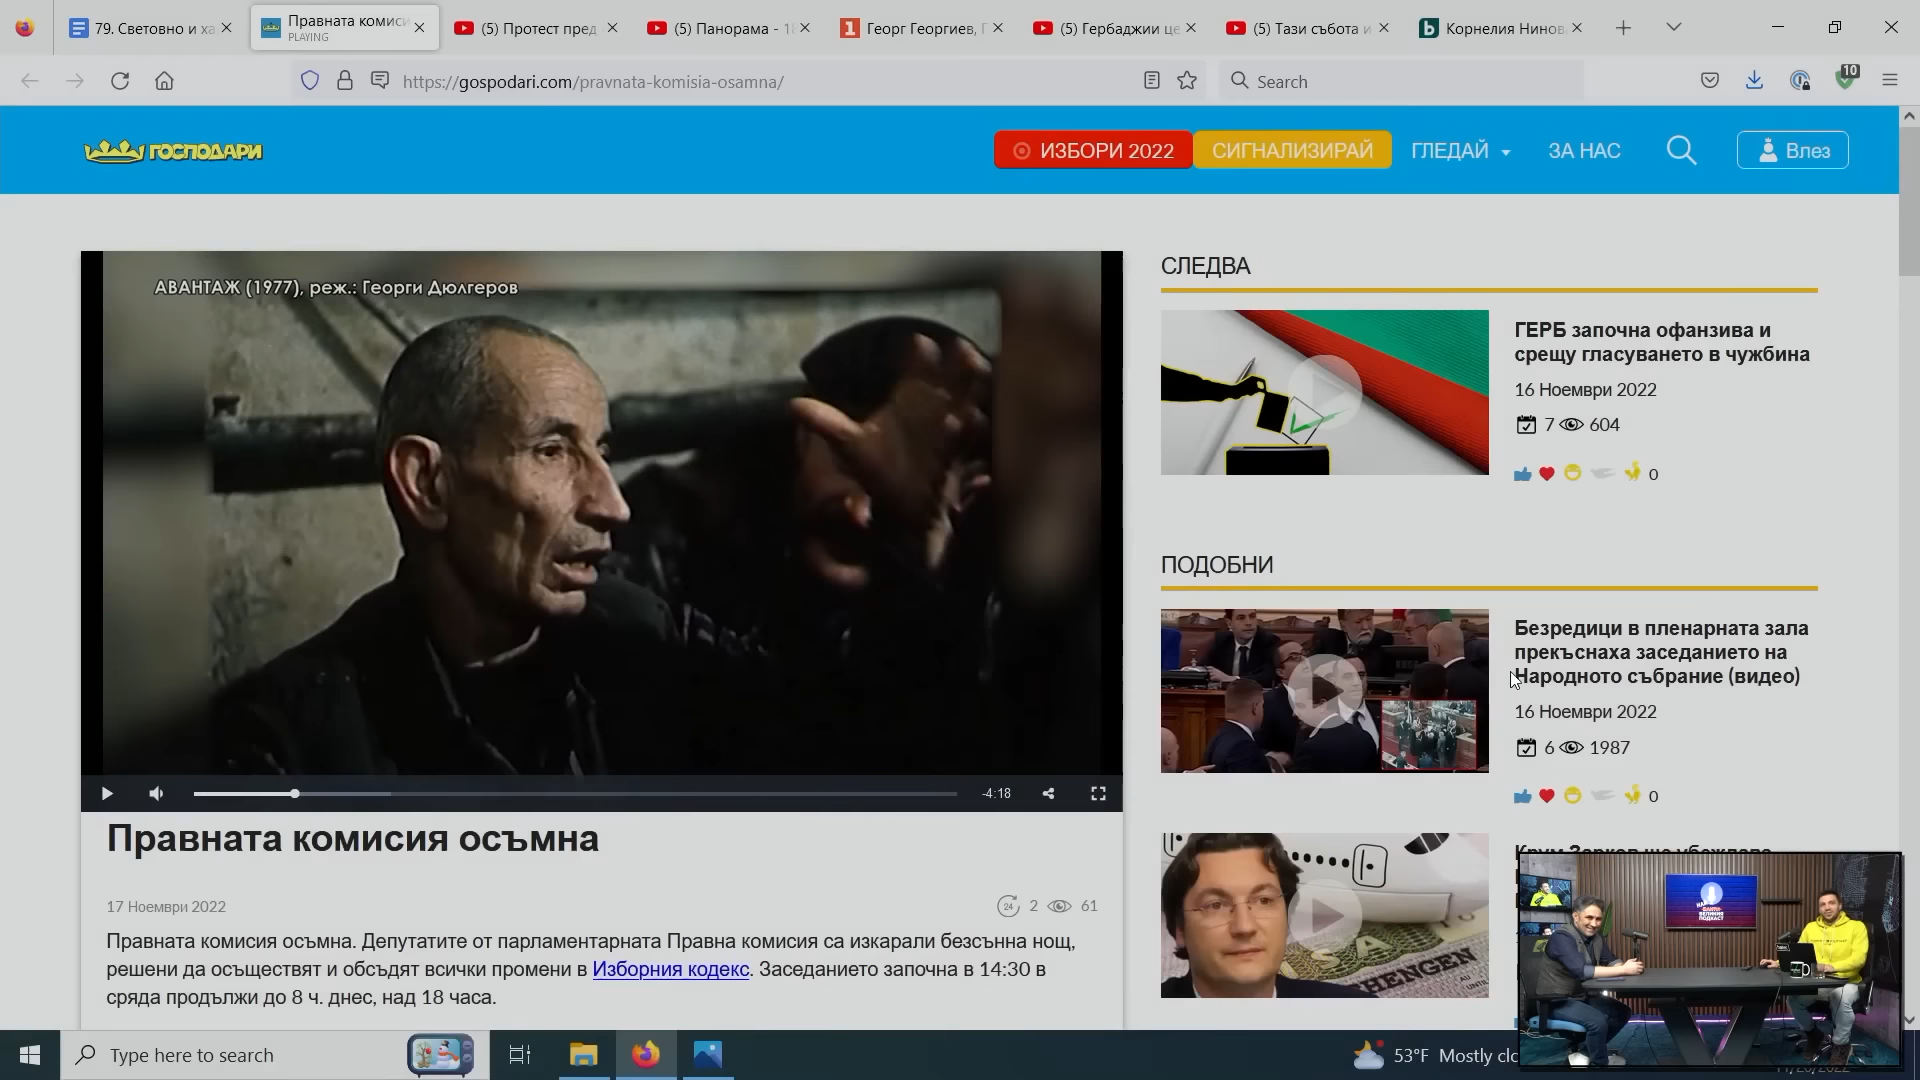 79. Световно и ха
Правната комиси
PLAYING
(5) Протест пред
(5) Панорама - 18
Георг Георгиев, Г
(5) Гербаджии це
(5) Тази събота и
Корнелия Нинов
https://gospodari.com/pravnata-komisia-osamna/
Search
10
ГОСПОДАРИ
ИЗБОРИ 2022
СИГНАЛИЗИРАЙ
ГЛЕДАЙ
ЗА НАС
Влез
АВАНТАЖ (1977), реж.: Георги Дюлгеров
-4:18
Правната комисия осъмна
17 Ноември 2022
24 2 61
Правната комисия осъмна. Депутатите от парламентарната Правна комисия са изкарали безсънна нощ,
решени да осъществят и обсъдят всички промени в Изборния кодекс. Заседанието започна в 14:30 в
сряда продължи до 8 ч. днес, над 18 часа.
СЛЕДВА
ГЕРБ започна офанзива и
срещу гласуването в чужбина
16 Ноември 2022
7 604
0
ПОДОБНИ
Безредици в пленарната зала
прекъснаха заседанието на
Народното събрание (видео)
16 Ноември 2022
6 1987
0
SCHENGEN
Type here to search
53°F Mostly clo